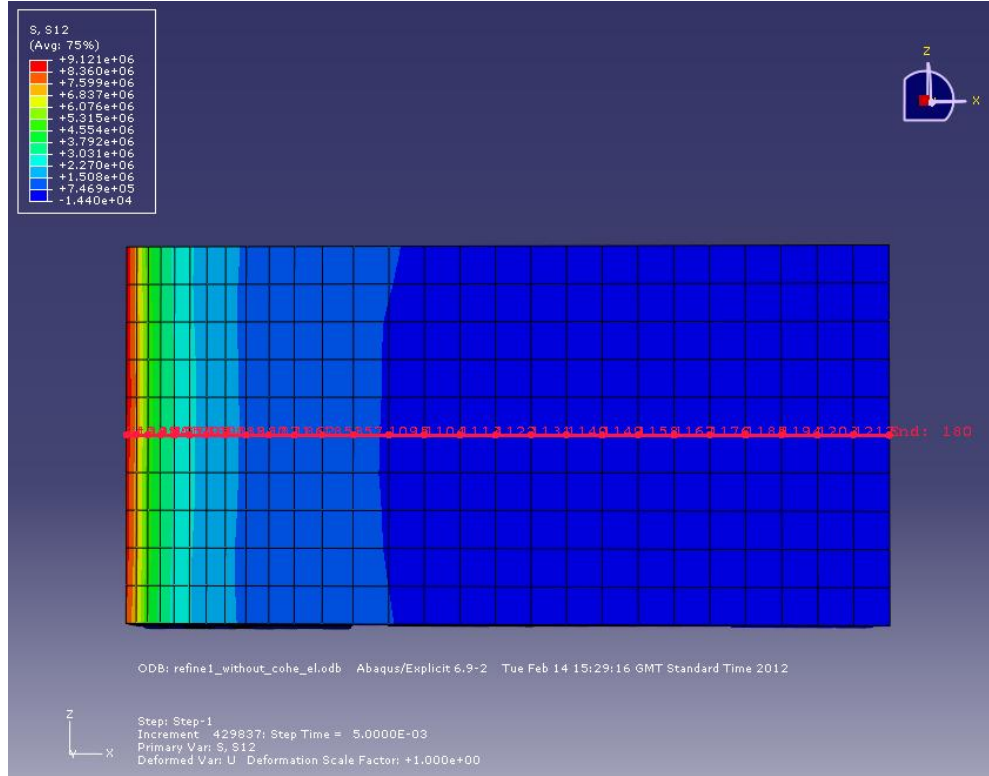 S, S12
(Avg: 75%)
+9.121e+06
+8.360e+06
+7.599e+06
+6.837e+06
+6.076e+06
+5.315e+06
+4.554e+06
+3.792e+06
+3.031e+06
+2.270e+06
+1.508e+06
+7.469e+05
-1.440e+04
Z
X
End: 180
ODB: refine1_without_cohe_el.odb Abaqus/Explicit 6.9-2 Tue Feb 14 15:29:16 GMT Standard Time 2012
Z
Y X
Step: Step-1
Increment 429837: Step Time = 5.0000E-03
Primary Var: S, S12
Deformed Var: U Deformation Scale Factor: +1.000e+00